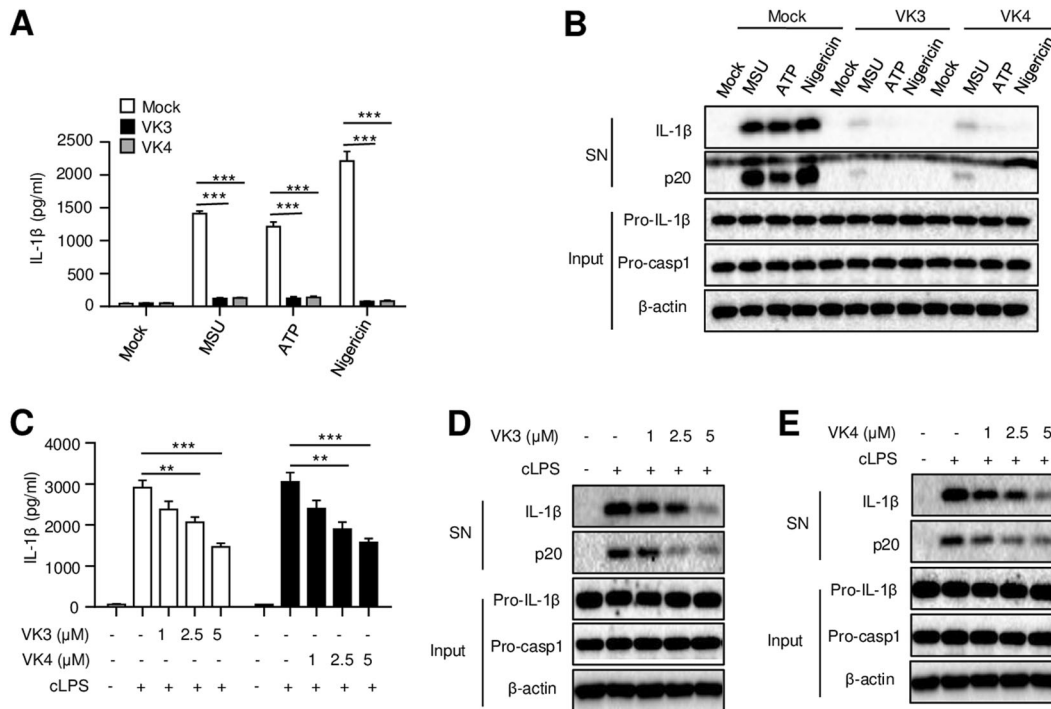 A
Mock
VK3
VK4
*** *** *** *** *** ***
IL-1β (pg/ml)
2500
2000
1500
1000
500
0
Mock MSU ATP Nigericin
B
Mock VK3 VK4
Mock MSU ATP Nigericin Mock MSU ATP Nigericin Mock MSU ATP Nigericin
SN
IL-1β
p20
Input
Pro-IL-1β
Pro-casp1
β-actin
C
*** ** *** **
IL-1β (pg/ml)
4000
3000
2000
1000
0
VK3 (µM) - - 1 2.5 5 - - - - -
VK4 (µM) - - - - - - - 1 2.5 5
cLPS - + + + + - + + + +
D
VK3 (µM) - - 1 2.5 5
cLPS - + + + +
SN
IL-1β
p20
Input
Pro-IL-1β
Pro-casp1
β-actin
E
VK4 (µM) - - 1 2.5 5
cLPS - + + + +
SN
IL-1β
p20
Input
Pro-IL-1β
Pro-casp1
β-actin